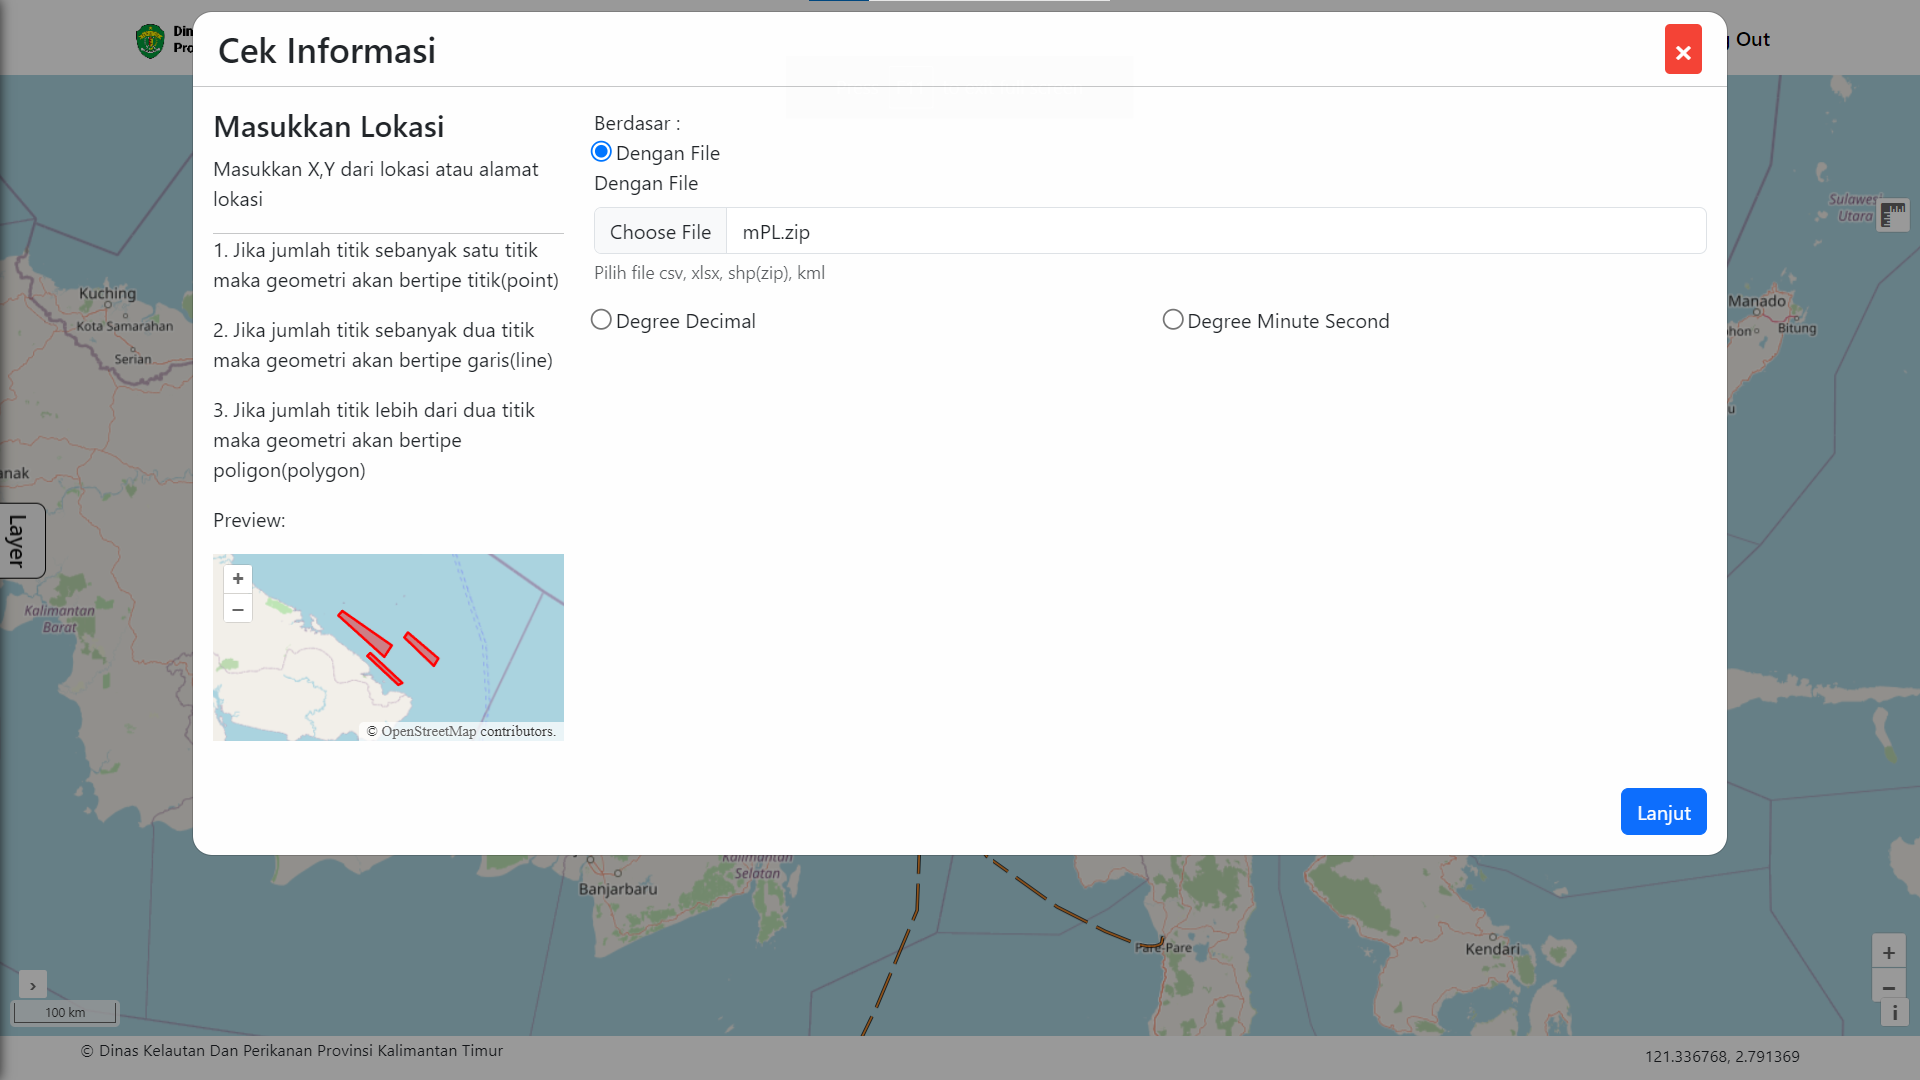 Cek Informasi
×
Out
Masukkan Lokasi
Masukkan X,Y dari lokasi atau alamat
lokasi
1. Jika jumlah titik sebanyak satu titik
maka geometri akan bertipe titik(point)
2. Jika jumlah titik sebanyak dua titik
maka geometri akan bertipe garis(line)
3. Jika jumlah titik lebih dari dua titik
maka geometri akan bertipe
poligon(polygon)
Preview:
+
−
© OpenStreetMap contributors.
Berdasar :
Dengan File
Dengan File
Choose File mPL.zip
Pilih file csv, xlsx, shp(zip), kml
Degree Decimal
Degree Minute Second
Lanjut
Kuching
Kota Samarahan
Serian
Layer
Kalimantan
Barat
Sulawesi
Utara
Manado
Bitung
Kalimantan
Selatan
Banjarbaru
Pare-Pare
Kendari
+
−
i
›
100 km
© Dinas Kelautan Dan Perikanan Provinsi Kalimantan Timur
121.336768, 2.791369